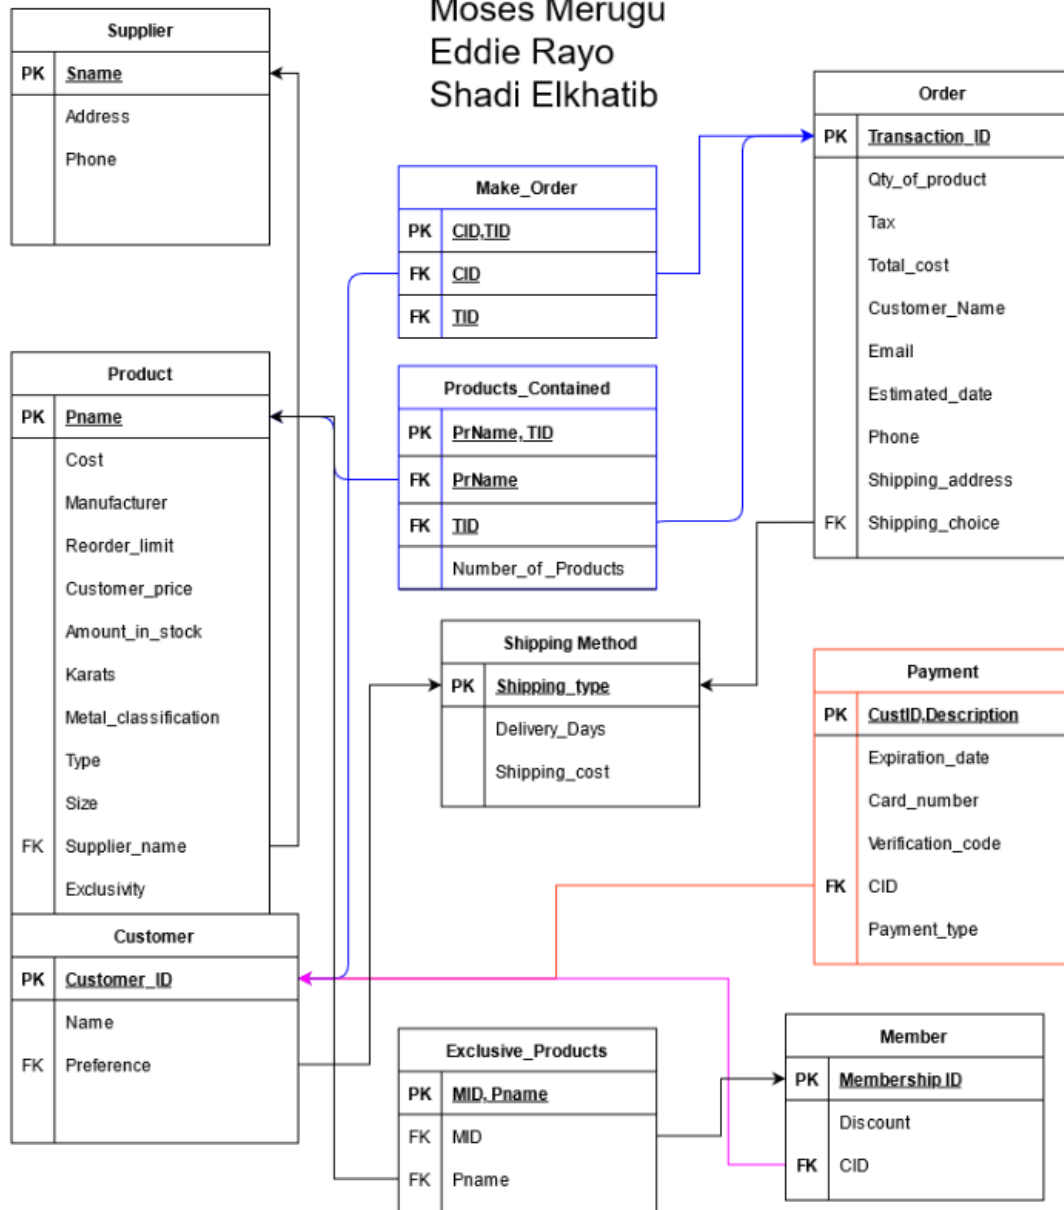 Moses Merugu
Eddie Rayo
Shadi Elkhatib
Supplier
PK Sname
Address
Phone
Order
PK Transaction_ID
Qty_of_product
Tax
Total_cost
Customer_Name
Email
Estimated_date
Phone
Shipping_address
FK Shipping_choice
Make_Order
PK CID,TID
FK CID
FK TID
Product
PK Pname
Cost
Manufacturer
Reorder_limit
Customer_price
Amount_in_stock
Karats
Metal_classification
Type
Size
FK Supplier_name
Exclusivity
Products_Contained
PK PrName, TID
FK PrName
FK TID
Number_of_Products
Shipping Method
PK Shipping_type
Delivery_Days
Shipping_cost
Payment
PK CustID,Description
Expiration_date
Card_number
Verification_code
FK CID
Payment_type
Customer
PK Customer_ID
Name
FK Preference
Exclusive_Products
PK MID, Pname
FK MID
FK Pname
Member
PK Membership ID
Discount
FK CID